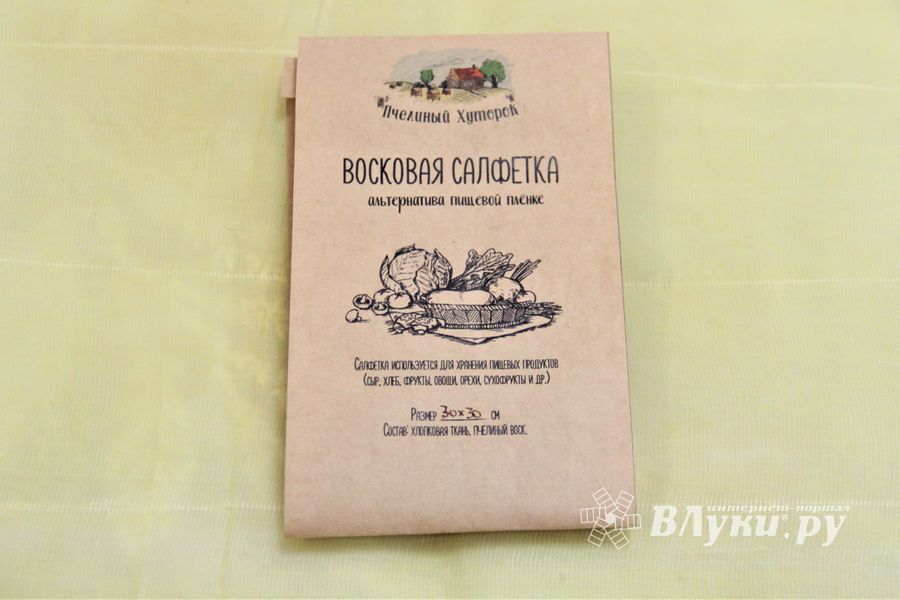 Пчелиный Хуторок
ВОСКОВАЯ САЛФЕТКА
альтернатива пищевой плёнке
САЛФЕТКА ИСПОЛЬЗУЕТСЯ ДЛЯ ХРАНЕНИЯ ПИЩЕВЫХ ПРОДУКТОВ
(СЫР, ХЛЕБ, ФРУКТЫ, ОВОЩИ, ОРЕХИ, СУХОФРУКТЫ И ДР.)
РАЗМЕР 30х30 СМ
СОСТАВ: ХЛОПКОВАЯ ТКАНЬ, ПЧЕЛИНЫЙ ВОСК.
интернет-портал
ВЛуки®.ру